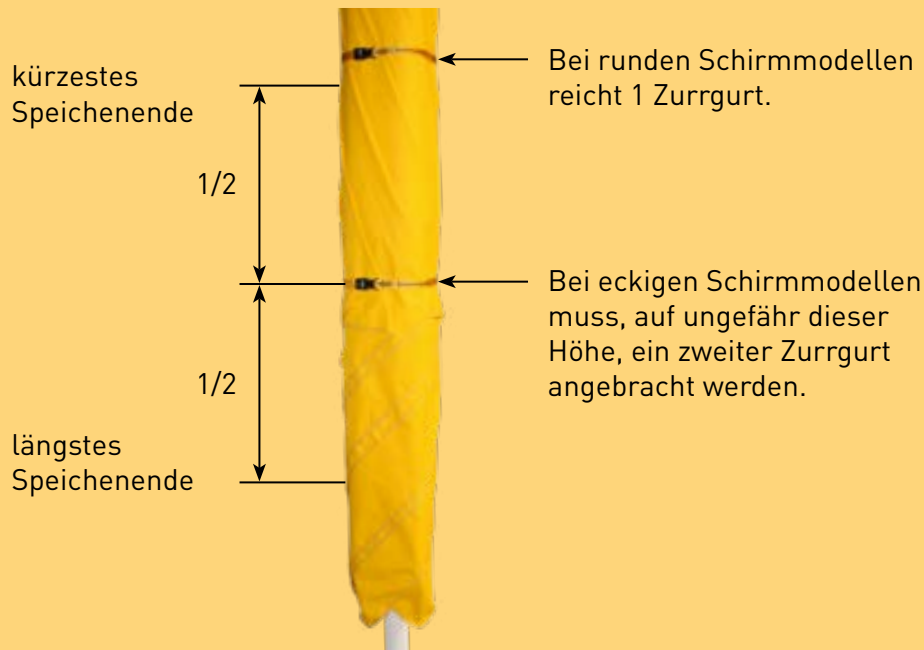 kürzestes
Speichenende
Bei runden Schirmmodellen
reicht 1 Zurrgurt.
1/2
Bei eckigen Schirmmodellen
muss, auf ungefähr dieser
Höhe, ein zweiter Zurrgurt
angebracht werden.
1/2
längstes
Speichenende